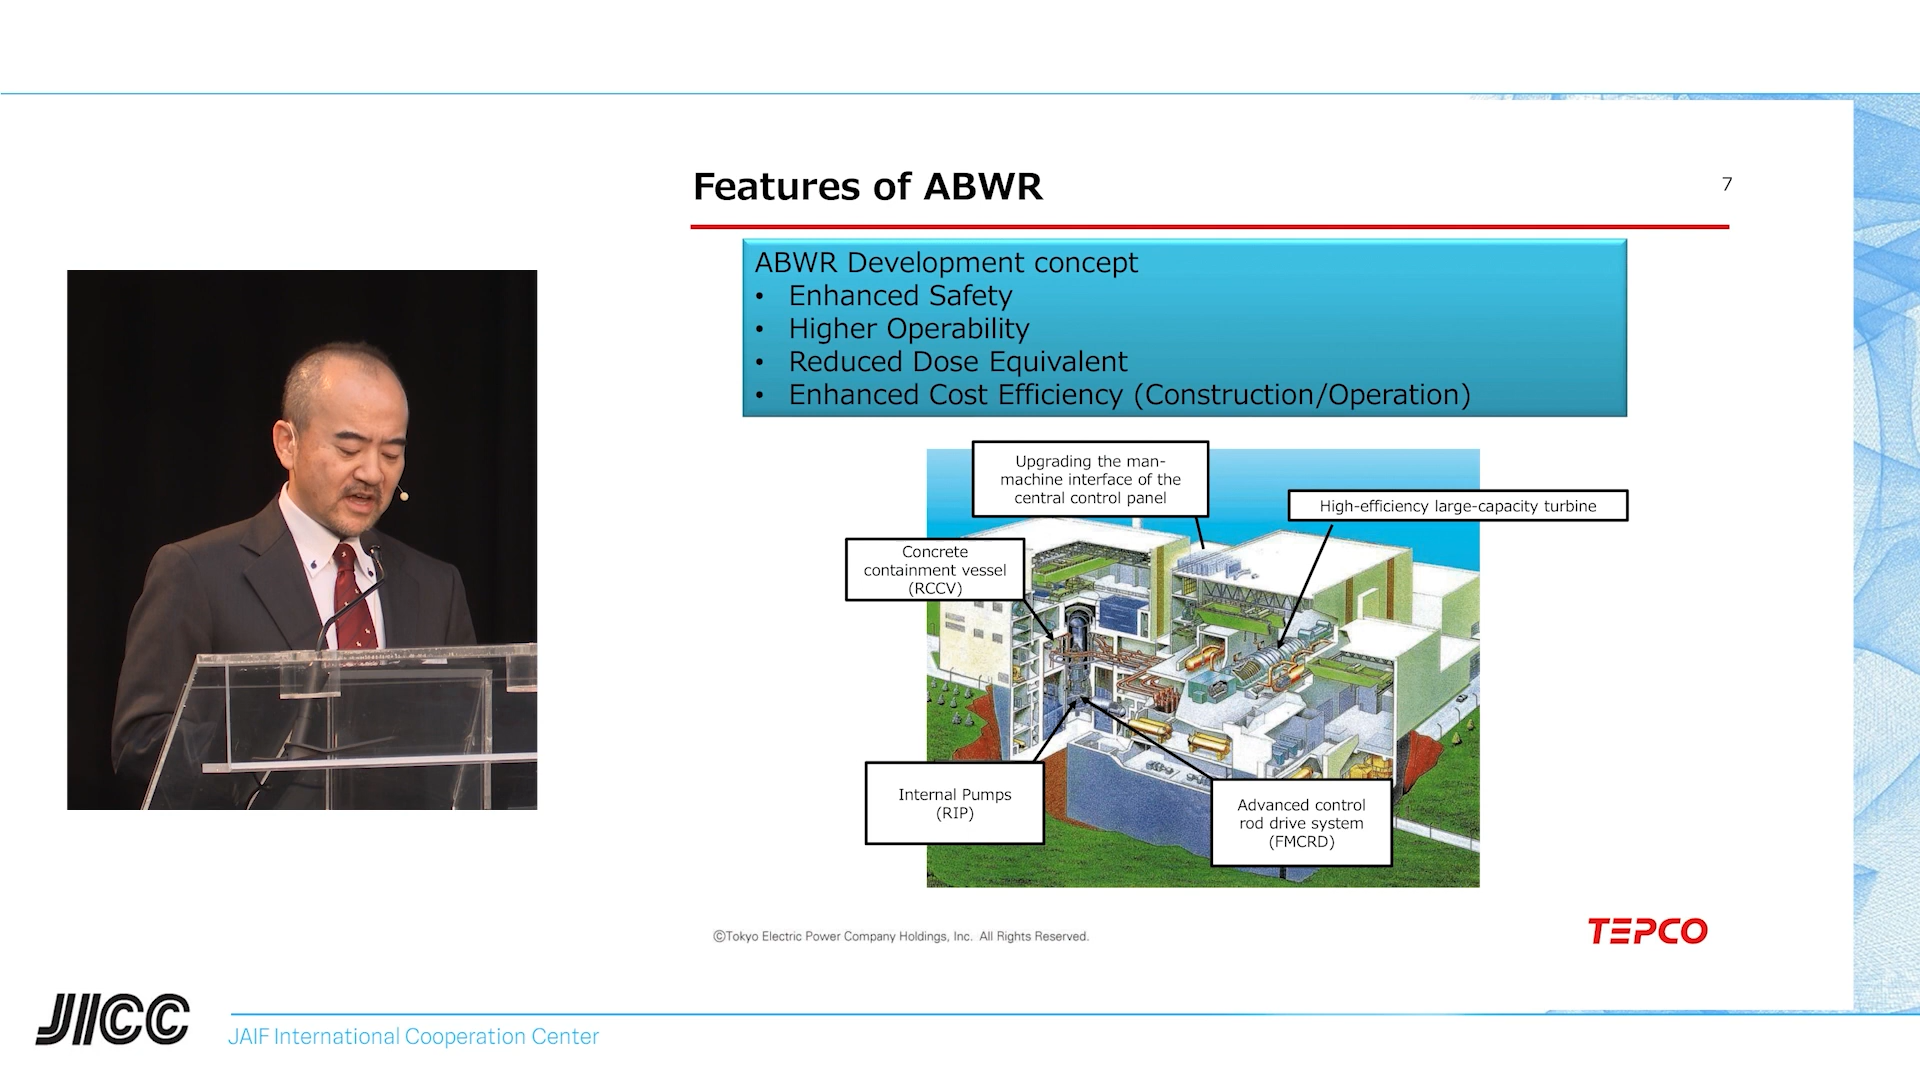 Features of ABWR
7
ABWR Development concept
• Enhanced Safety
• Higher Operability
• Reduced Dose Equivalent
• Enhanced Cost Efficiency (Construction/Operation)
Upgrading the man-
machine interface of the
central control panel
High-efficiency large-capacity turbine
Concrete
containment vessel
(RCCV)
Internal Pumps
(RIP)
Advanced control
rod drive system
(FMCRD)
©Tokyo Electric Power Company Holdings, Inc. All Rights Reserved.
TEPCO
JICC
JAIF International Cooperation Center